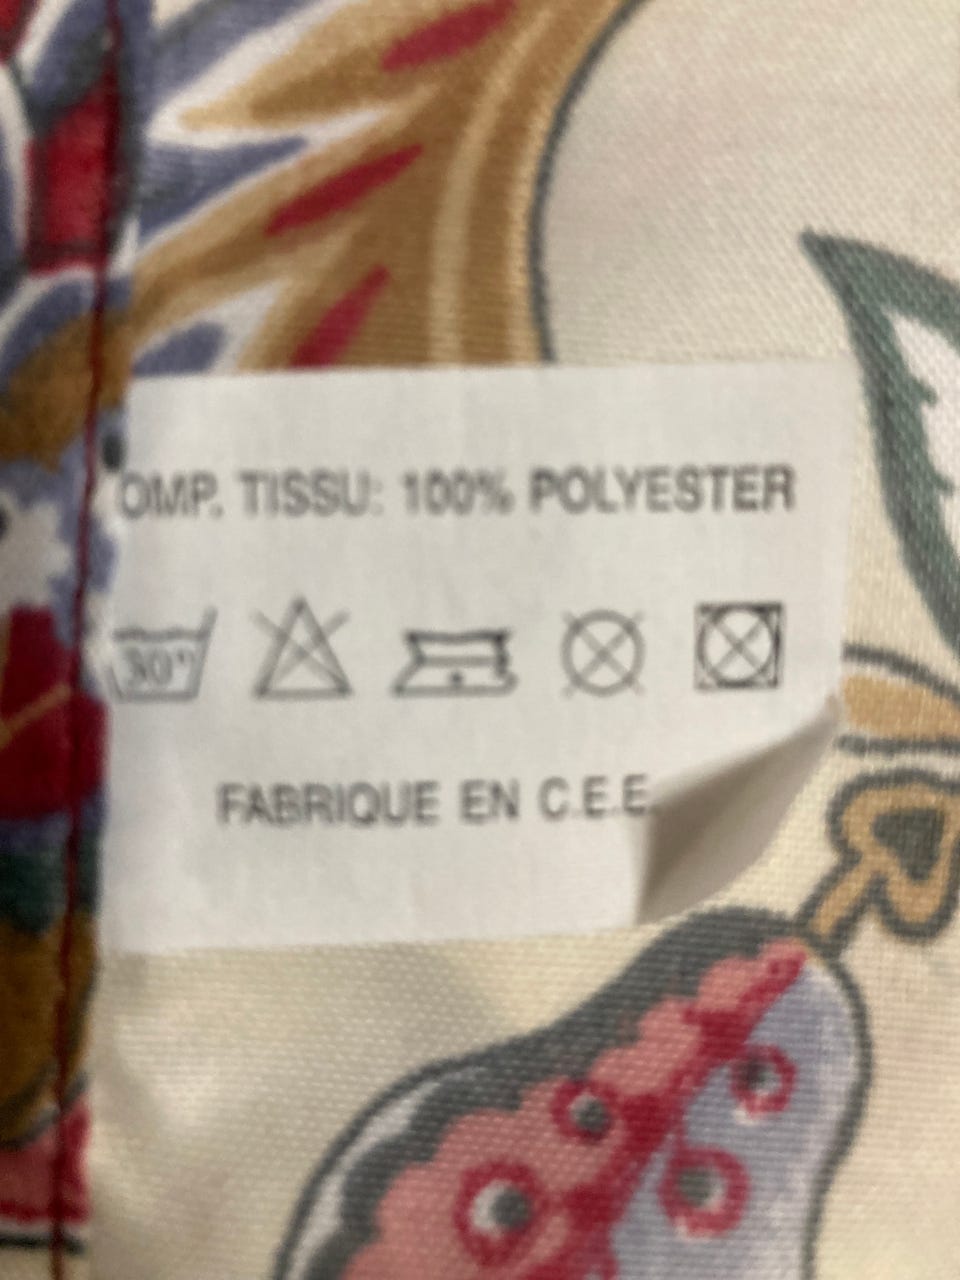 OMP. TISSU: 100% POLYESTER
30°
FABRIQUE EN C.E.E.